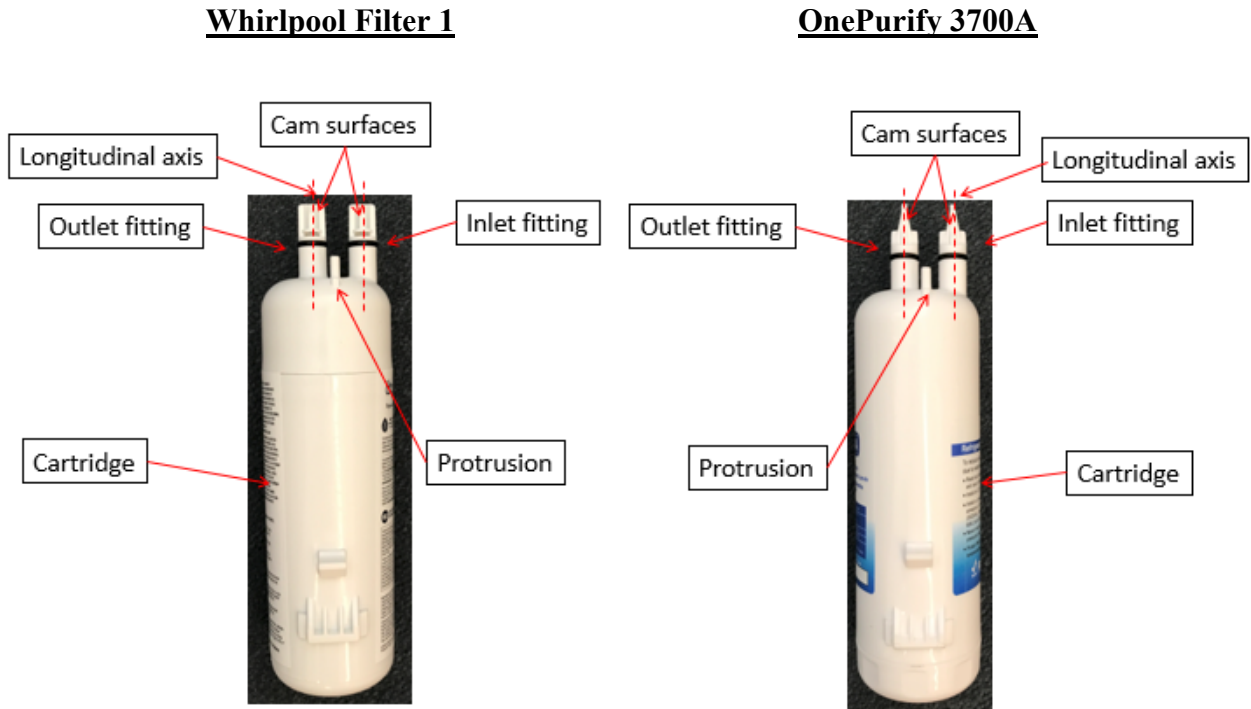 Whirlpool Filter 1
OnePurify 3700A
Cam surfaces
Longitudinal axis
Outlet fitting
Inlet fitting
Cartridge
Protrusion
Cam surfaces
Longitudinal axis
Outlet fitting
Inlet fitting
Protrusion
Cartridge